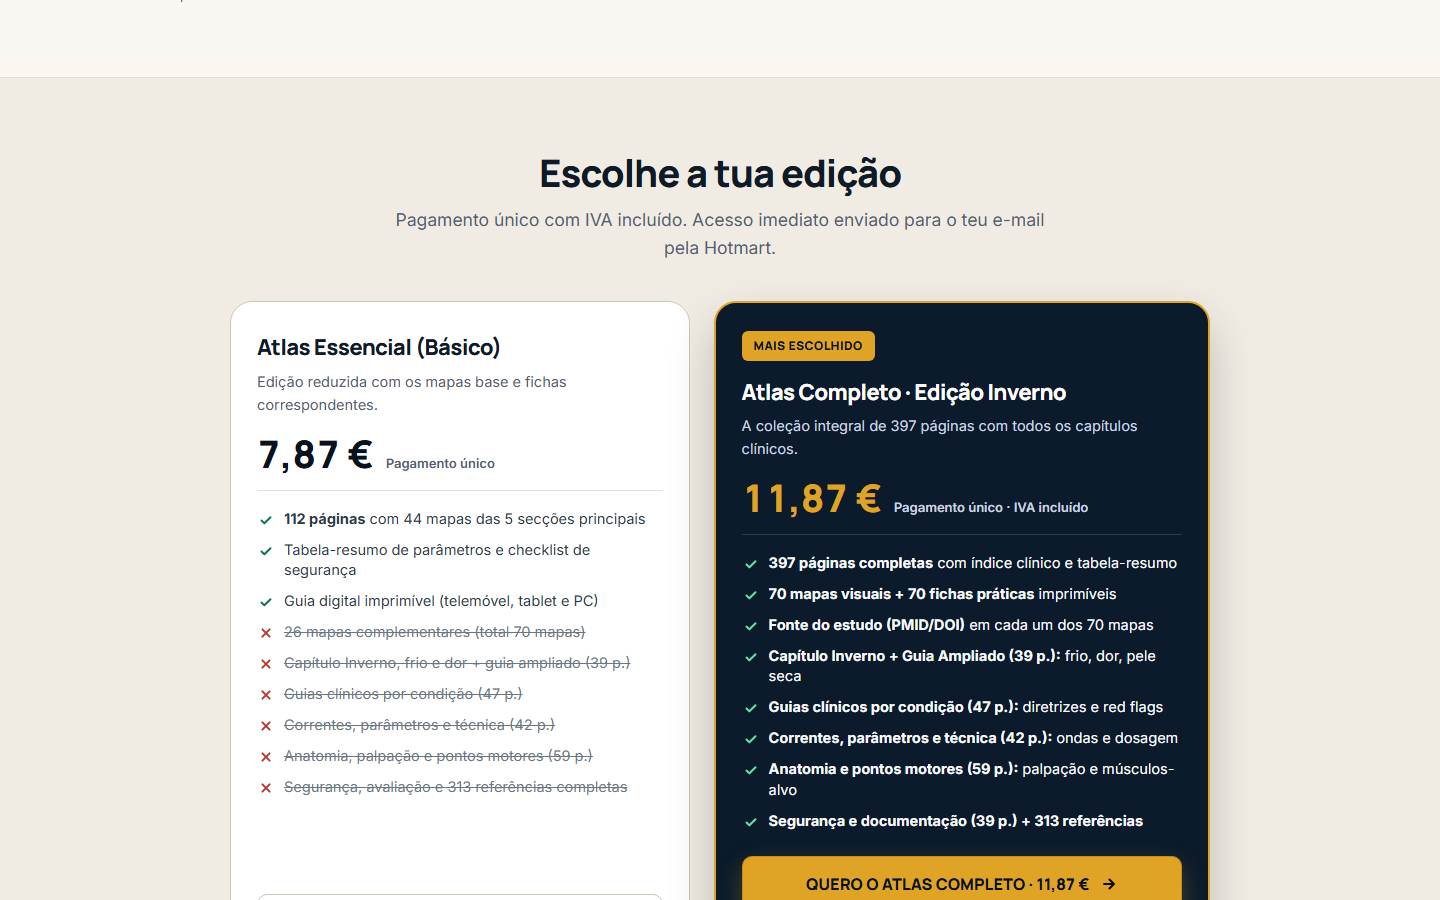 Escolhe a tua edição
Pagamento único com IVA incluído. Acesso imediato enviado para o teu e-mail
pela Hotmart.
Atlas Essencial (Básico)
Edição reduzida com os mapas base e fichas
correspondentes.
7,87 € Pagamento único
112 páginas com 44 mapas das 5 secções principais
Tabela-resumo de parâmetros e checklist de
segurança
Guia digital imprimível (telemóvel, tablet e PC)
26 mapas complementares (total 70 mapas)
Capítulo Inverno, frio e dor + guia ampliado (39 p.)
Guias clínicos por condição (47 p.)
Correntes, parâmetros e técnica (42 p.)
Anatomia, palpação e pontos motores (59 p.)
Segurança, avaliação e 313 referências completas
MAIS ESCOLHIDO
Atlas Completo · Edição Inverno
A coleção integral de 397 páginas com todos os capítulos
clínicos.
11,87 € Pagamento único · IVA incluído
397 páginas completas com índice clínico e tabela-resumo
70 mapas visuais + 70 fichas práticas imprimíveis
Fonte do estudo (PMID/DOI) em cada um dos 70 mapas
Capítulo Inverno + Guia Ampliado (39 p.): frio, dor, pele
seca
Guias clínicos por condição (47 p.): diretrizes e red flags
Correntes, parâmetros e técnica (42 p.): ondas e dosagem
Anatomia e pontos motores (59 p.): palpação e músculos-
alvo
Segurança e documentação (39 p.) + 313 referências
QUERO O ATLAS COMPLETO · 11,87 € →